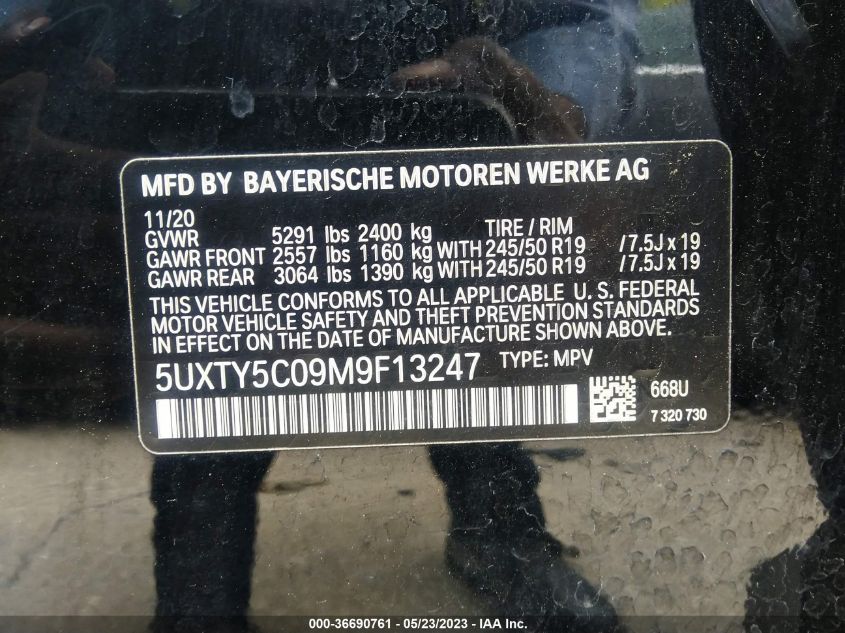 MFD BY BAYERISCHE MOTOREN WERKE AG
11/20
GVWR 5291 lbs 2400 kg TIRE / RIM
GAWR FRONT 2557 lbs 1160 kg WITH 245/50 R19 /7.5J x 19
GAWR REAR 3064 lbs 1390 kg WITH 245/50 R19 /7.5J x 19
THIS VEHICLE CONFORMS TO ALL APPLICABLE U. S. FEDERAL
MOTOR VEHICLE SAFETY AND THEFT PREVENTION STANDARDS
IN EFFECT ON THE DATE OF MANUFACTURE SHOWN ABOVE.
5UXTY5C09M9F13247 TYPE: MPV
668U
7 320 730
000-36690761 - 05/23/2023 - IAA Inc.